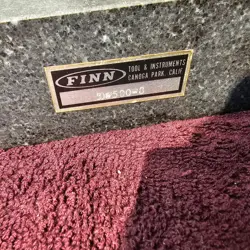 FINN
TOOL & INSTRUMENTS
CANOGA PARK, CALIF